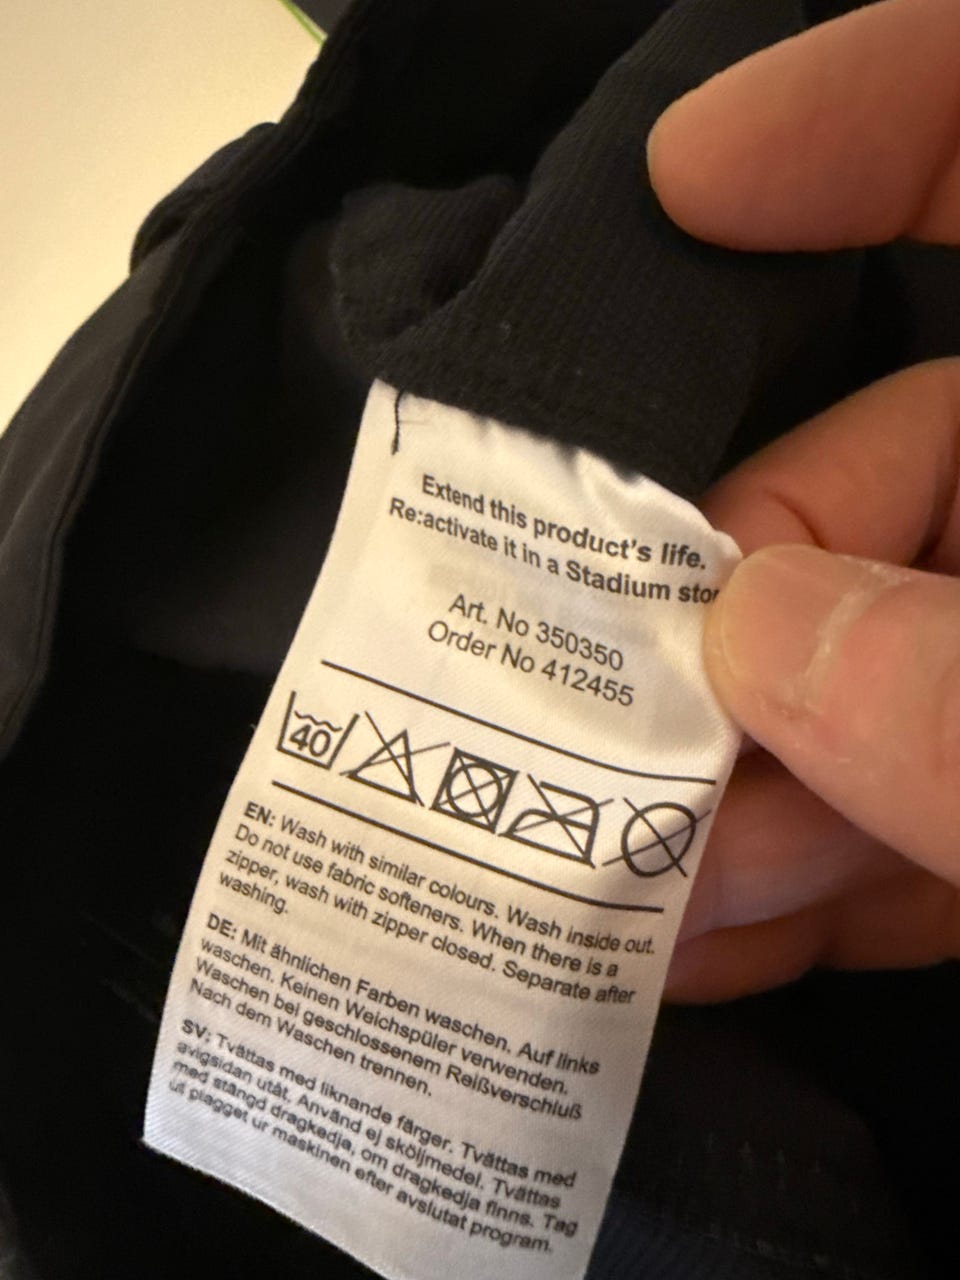 Extend this product's life.
Re:activate it in a Stadium
Art. No 350350
Order No 412455
40
EN: Wash with similar colours. Wash inside out.
Do not use fabric softeners. When there is a
zipper, wash with zipper closed. Separate after
washing.
DE: Mit ähnlichen Farben waschen. Auf links
waschen. Keinen Weichspüler verwenden.
Waschen bei geschlossenem Reißverschluß
Nach dem Waschen trennen.
SV: Tvättas med liknande färger. Tvättas med
avigsidan utåt. Använd ej sköljmedel. Tvättas
med stängd dragkedja, om dragkedja finns. Tag
ut plagget ur maskinen efter avslutat program.